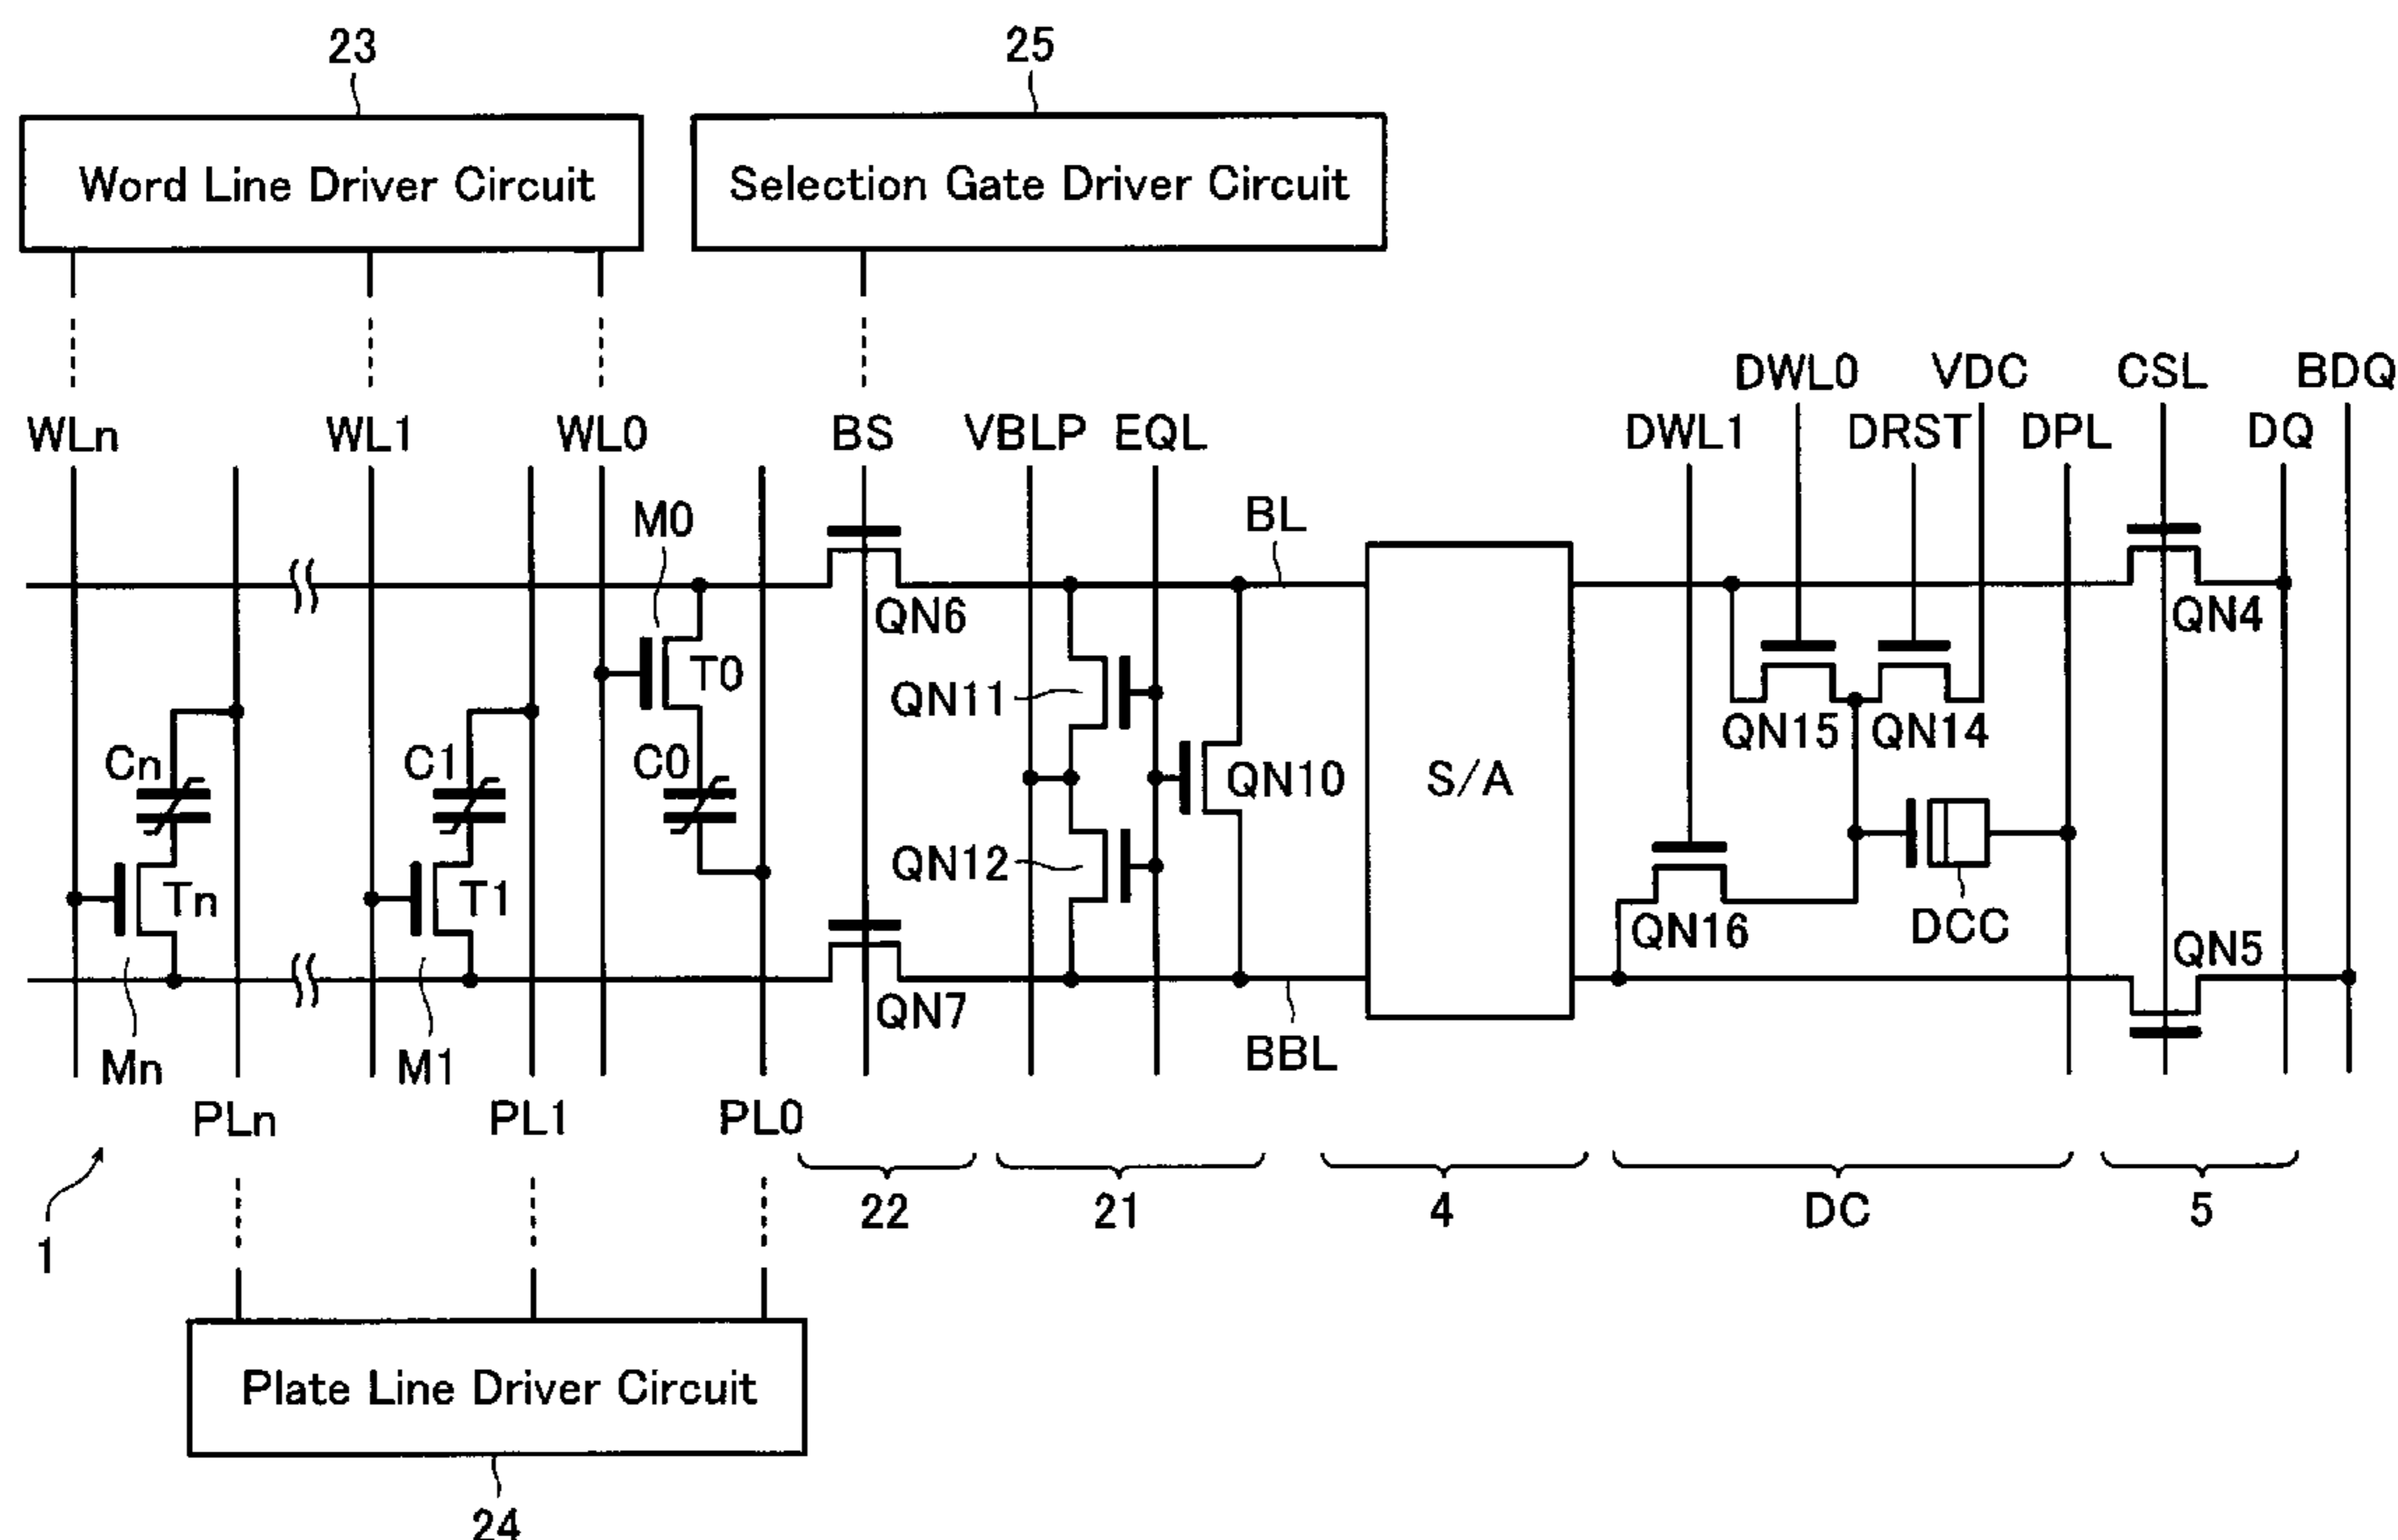 23
25
Word Line Driver Circuit
Selection Gate Driver Circuit
DWL0
VDC
CSL
BDQ
WLn
WL1
WL0
BS
VBLP
EQL
DWL1
DRST
DPL
DQ
M0
BL
QN6
QN4
T0
QN11
QN15
QN14
Cn
C1
C0
QN10
S/A
QN12
Tn
T1
QN16
DCC
QN5
QN7
Mn
M1
BBL
PLn
PL1
PL0
22
21
4
DC
5
1
Plate Line Driver Circuit
24